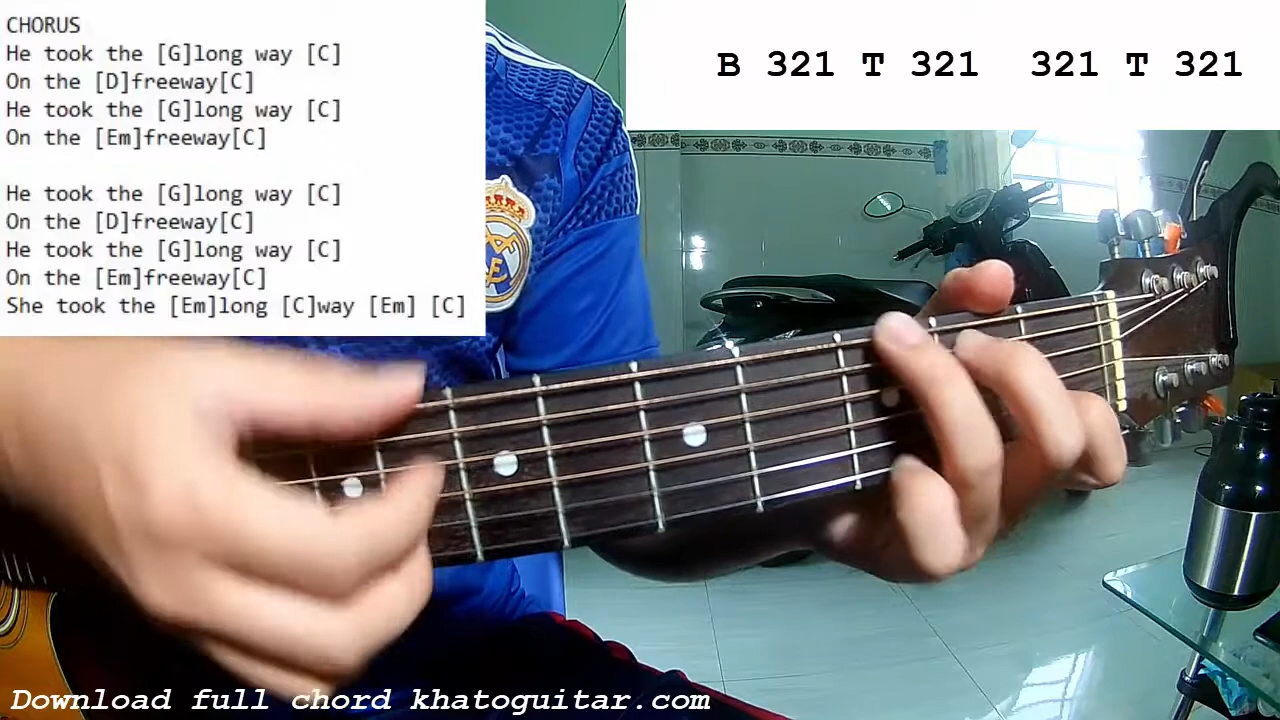 CHORUS
He took the [G]long way [C]
On the [D]freeway[C]
He took the [G]long way [C]
On the [Em]freeway[C]
He took the [G]long way [C]
On the [D]freeway[C]
He took the [G]long way [C]
On the [Em]freeway[C]
She took the [Em]long [C]way [Em] [C]
B 321 T 321 321 T 321
Download full chord khatoguitar.com